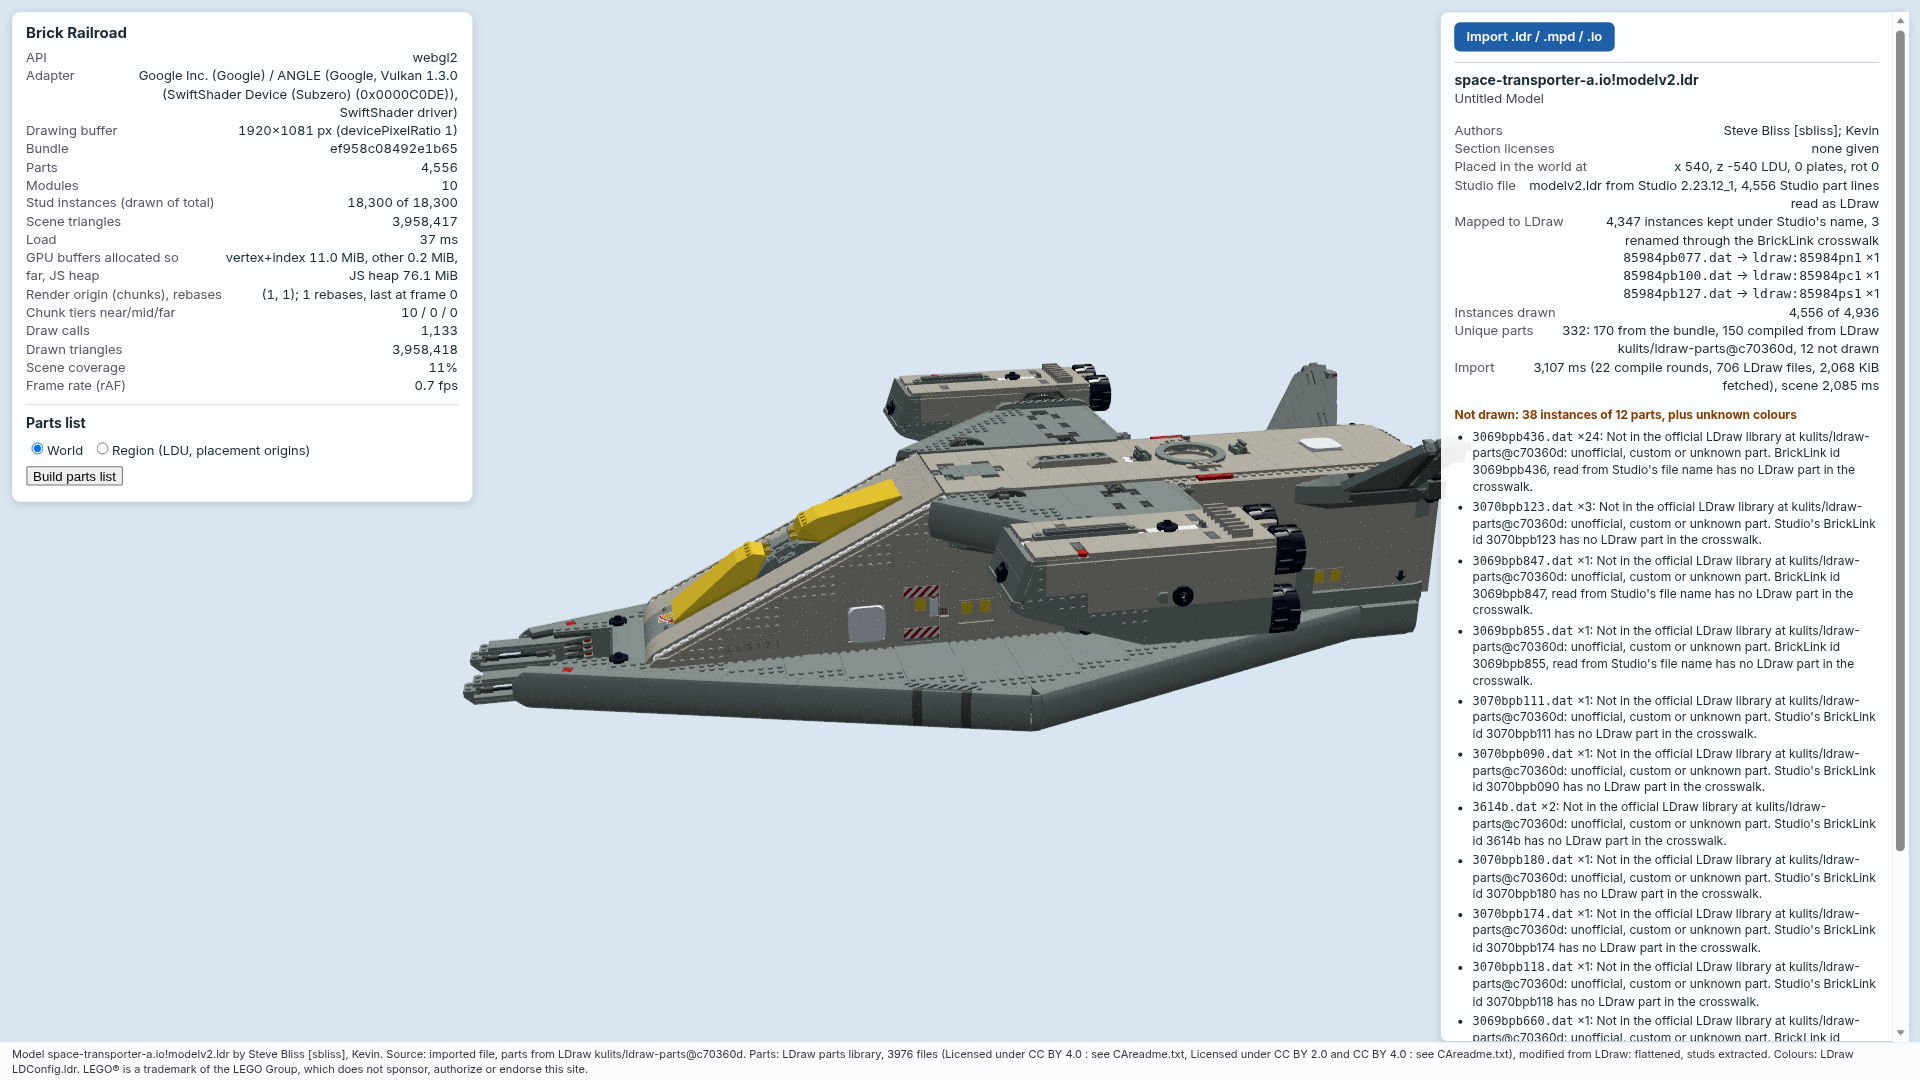 Brick Railroad
API webgl2
Adapter Google Inc. (Google) / ANGLE (Google, Vulkan 1.3.0
(SwiftShader Device (Subzero) (0x0000C0DE)),
SwiftShader driver)
Drawing buffer 1920×1081 px (devicePixelRatio 1)
Bundle ef958c08492e1b65
Parts 4,556
Modules 10
Stud instances (drawn of total) 18,300 of 18,300
Scene triangles 3,958,417
Load 37 ms
GPU buffers allocated so vertex+index 11.0 MiB, other 0.2 MiB,
far, JS heap JS heap 76.1 MiB
Render origin (chunks), rebases (1, 1); 1 rebases, last at frame 0
Chunk tiers near/mid/far 10 / 0 / 0
Draw calls 1,133
Drawn triangles 3,958,418
Scene coverage 11%
Frame rate (rAF) 0.7 fps
Parts list
World Region (LDU, placement origins)
Build parts list
Import .ldr / .mpd / .io
space-transporter-a.io!modelv2.ldr
Untitled Model
Authors Steve Bliss [sbliss]; Kevin
Section licenses none given
Placed in the world at x 540, z -540 LDU, 0 plates, rot 0
Studio file modelv2.ldr from Studio 2.23.12_1, 4,556 Studio part lines
read as LDraw
Mapped to LDraw 4,347 instances kept under Studio's name, 3
renamed through the BrickLink crosswalk
85984pb077.dat → ldraw:85984pn1 ×1
85984pb100.dat → ldraw:85984pc1 ×1
85984pb127.dat → ldraw:85984ps1 ×1
Instances drawn 4,556 of 4,936
Unique parts 332: 170 from the bundle, 150 compiled from LDraw
kulits/ldraw-parts@c70360d, 12 not drawn
Import 3,107 ms (22 compile rounds, 706 LDraw files, 2,068 KiB
fetched), scene 2,085 ms
Not drawn: 38 instances of 12 parts, plus unknown colours
• 3069bpb436.dat ×24: Not in the official LDraw library at kulits/ldraw-
parts@c70360d: unofficial, custom or unknown part. BrickLink id
3069bpb436, read from Studio's file name has no LDraw part in the
crosswalk.
• 3070bpb123.dat ×3: Not in the official LDraw library at kulits/ldraw-
parts@c70360d: unofficial, custom or unknown part. Studio's BrickLink
id 3070bpb123 has no LDraw part in the crosswalk.
• 3069bpb847.dat ×1: Not in the official LDraw library at kulits/ldraw-
parts@c70360d: unofficial, custom or unknown part. BrickLink id
3069bpb847, read from Studio's file name has no LDraw part in the
crosswalk.
• 3069bpb855.dat ×1: Not in the official LDraw library at kulits/ldraw-
parts@c70360d: unofficial, custom or unknown part. BrickLink id
3069bpb855, read from Studio's file name has no LDraw part in the
crosswalk.
• 3070bpb111.dat ×1: Not in the official LDraw library at kulits/ldraw-
parts@c70360d: unofficial, custom or unknown part. Studio's BrickLink
id 3070bpb111 has no LDraw part in the crosswalk.
• 3070bpb090.dat ×1: Not in the official LDraw library at kulits/ldraw-
parts@c70360d: unofficial, custom or unknown part. Studio's BrickLink
id 3070bpb090 has no LDraw part in the crosswalk.
• 3614b.dat ×2: Not in the official LDraw library at kulits/ldraw-
parts@c70360d: unofficial, custom or unknown part. Studio's BrickLink
id 3614b has no LDraw part in the crosswalk.
• 3070bpb180.dat ×1: Not in the official LDraw library at kulits/ldraw-
parts@c70360d: unofficial, custom or unknown part. Studio's BrickLink
id 3070bpb180 has no LDraw part in the crosswalk.
• 3070bpb174.dat ×1: Not in the official LDraw library at kulits/ldraw-
parts@c70360d: unofficial, custom or unknown part. Studio's BrickLink
id 3070bpb174 has no LDraw part in the crosswalk.
• 3070bpb118.dat ×1: Not in the official LDraw library at kulits/ldraw-
parts@c70360d: unofficial, custom or unknown part. Studio's BrickLink
id 3070bpb118 has no LDraw part in the crosswalk.
• 3069bpb660.dat ×1: Not in the official LDraw library at kulits/ldraw-
parts@c70360d: unofficial, custom or unknown part. BrickLink id
Model space-transporter-a.io!modelv2.ldr by Steve Bliss [sbliss], Kevin. Source: imported file, parts from LDraw kulits/ldraw-parts@c70360d. Parts: LDraw parts library, 3976 files (Licensed under CC BY 4.0 : see CAreadme.txt, Licensed under CC BY 2.0 and CC BY 4.0 : see CAreadme.txt), modified from LDraw: flattened, studs extracted. Colours: LDraw
LDConfig.ldr. LEGO® is a trademark of the LEGO Group, which does not sponsor, authorize or endorse this site.